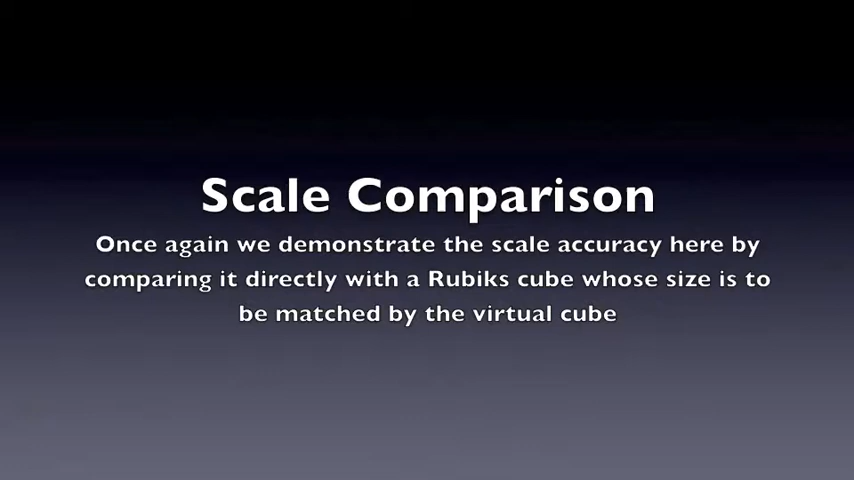 Scale Comparison
Once again we demonstrate the scale accuracy here by
comparing it directly with a Rubiks cube whose size is to
be matched by the virtual cube